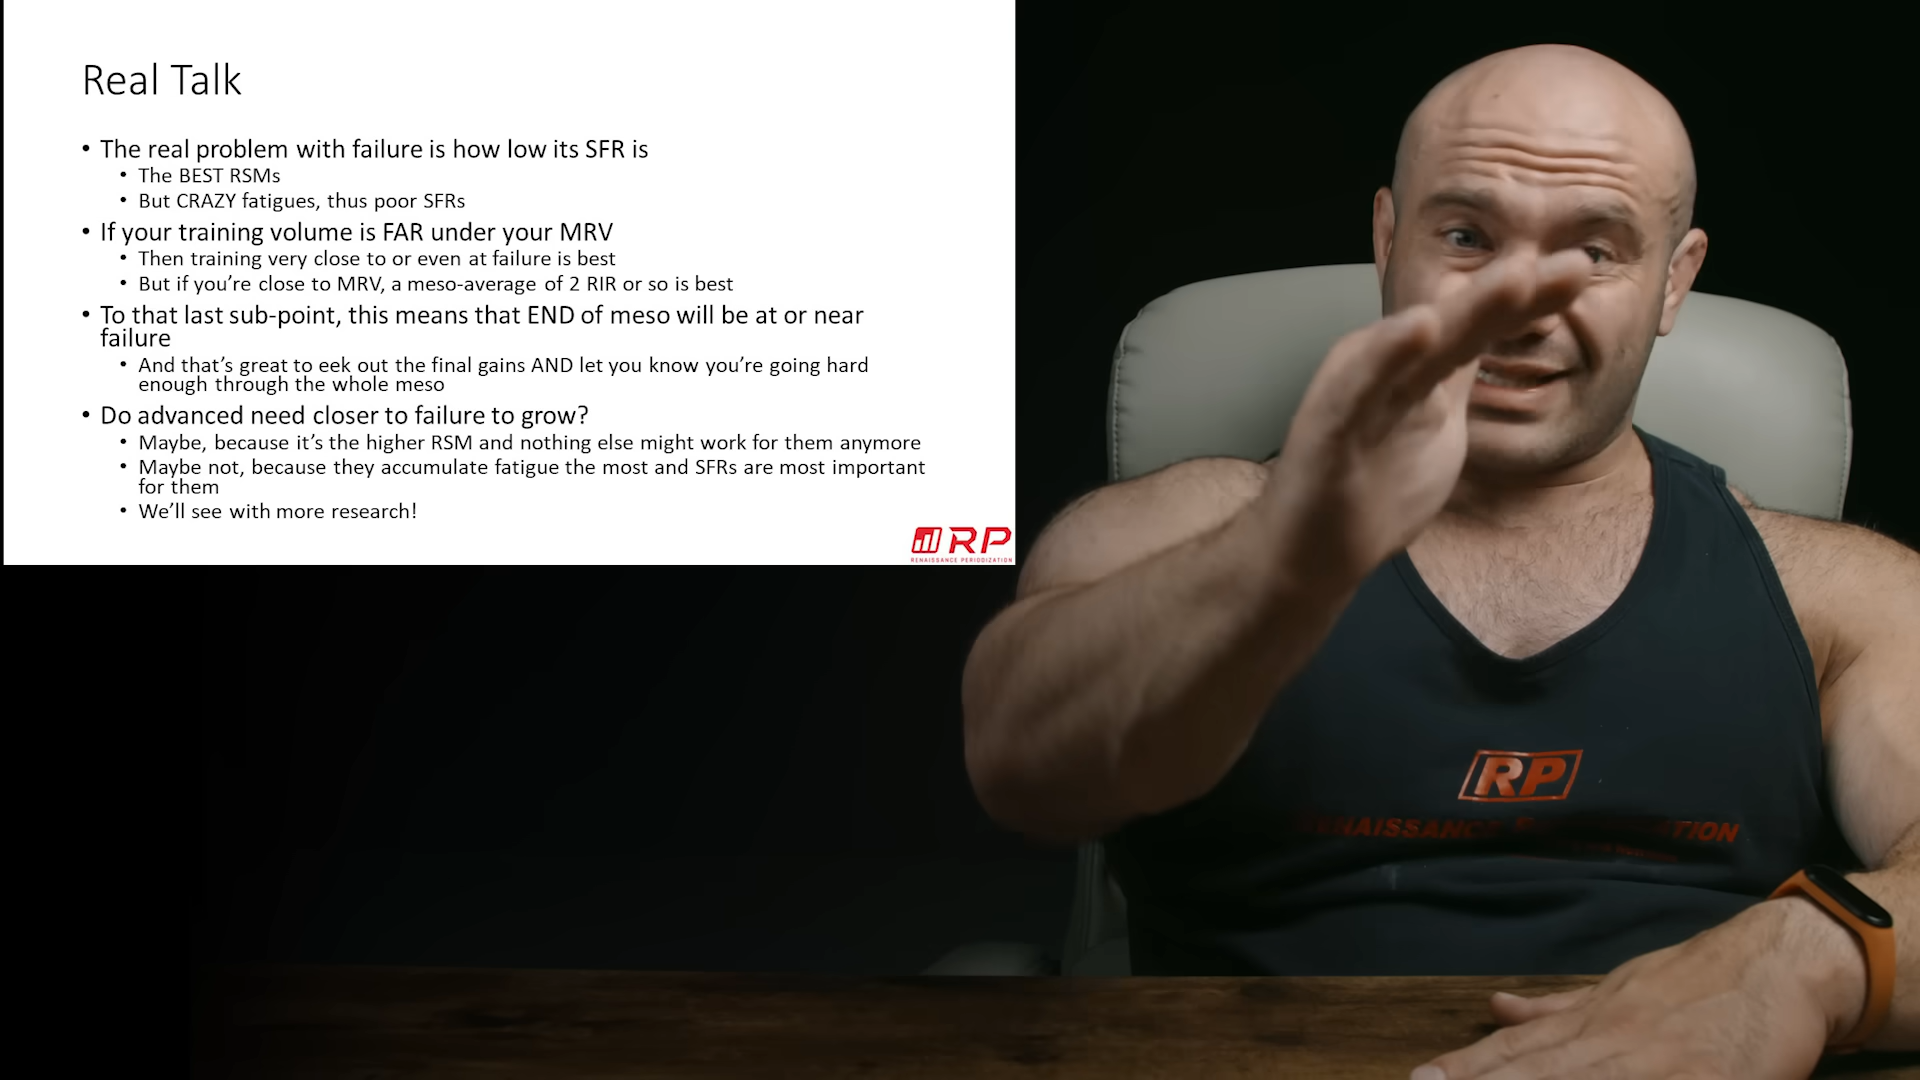 Real Talk
• The real problem with failure is how low its SFR is
• The BEST RSMs
• But CRAZY fatigues, thus poor SFRs
• If your training volume is FAR under your MRV
• Then training very close to or even at failure is best
• But if you’re close to MRV, a meso-average of 2 RIR or so is best
• To that last sub-point, this means that END of meso will be at or near
failure
• And that’s great to eek out the final gains AND let you know you’re going hard
enough through the whole meso
• Do advanced need closer to failure to grow?
• Maybe, because it’s the higher RSM and nothing else might work for them anymore
• Maybe not, because they accumulate fatigue the most and SFRs are most important
for them
• We’ll see with more research!
RP
RENAISSANCE PERIODIZATION
RP